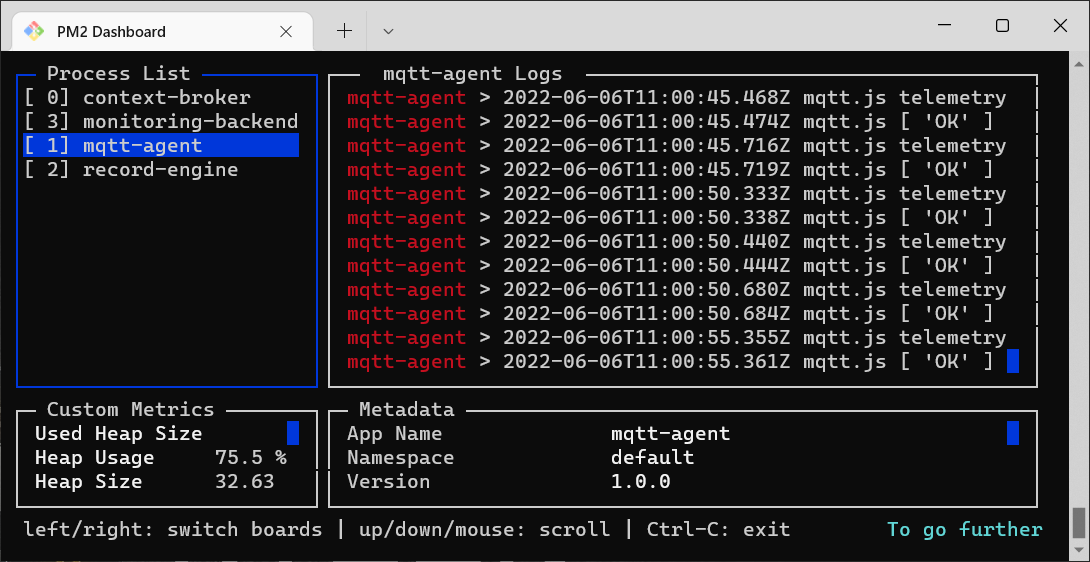 PM2 Dashboard
Process List
[ 0] context-broker
[ 3] monitoring-backend
[ 1] mqtt-agent
[ 2] record-engine
mqtt-agent Logs
mqtt-agent > 2022-06-06T11:00:45.468Z mqtt.js telemetry
mqtt-agent > 2022-06-06T11:00:45.474Z mqtt.js [ 'OK' ]
mqtt-agent > 2022-06-06T11:00:45.716Z mqtt.js telemetry
mqtt-agent > 2022-06-06T11:00:45.719Z mqtt.js [ 'OK' ]
mqtt-agent > 2022-06-06T11:00:50.333Z mqtt.js telemetry
mqtt-agent > 2022-06-06T11:00:50.338Z mqtt.js [ 'OK' ]
mqtt-agent > 2022-06-06T11:00:50.440Z mqtt.js telemetry
mqtt-agent > 2022-06-06T11:00:50.444Z mqtt.js [ 'OK' ]
mqtt-agent > 2022-06-06T11:00:50.680Z mqtt.js telemetry
mqtt-agent > 2022-06-06T11:00:50.684Z mqtt.js [ 'OK' ]
mqtt-agent > 2022-06-06T11:00:55.355Z mqtt.js telemetry
mqtt-agent > 2022-06-06T11:00:55.361Z mqtt.js [ 'OK' ]
Custom Metrics
Used Heap Size
Heap Usage 75.5 %
Heap Size 32.63
Metadata
App Name mqtt-agent
Namespace default
Version 1.0.0
left/right: switch boards | up/down/mouse: scroll | Ctrl-C: exit To go further